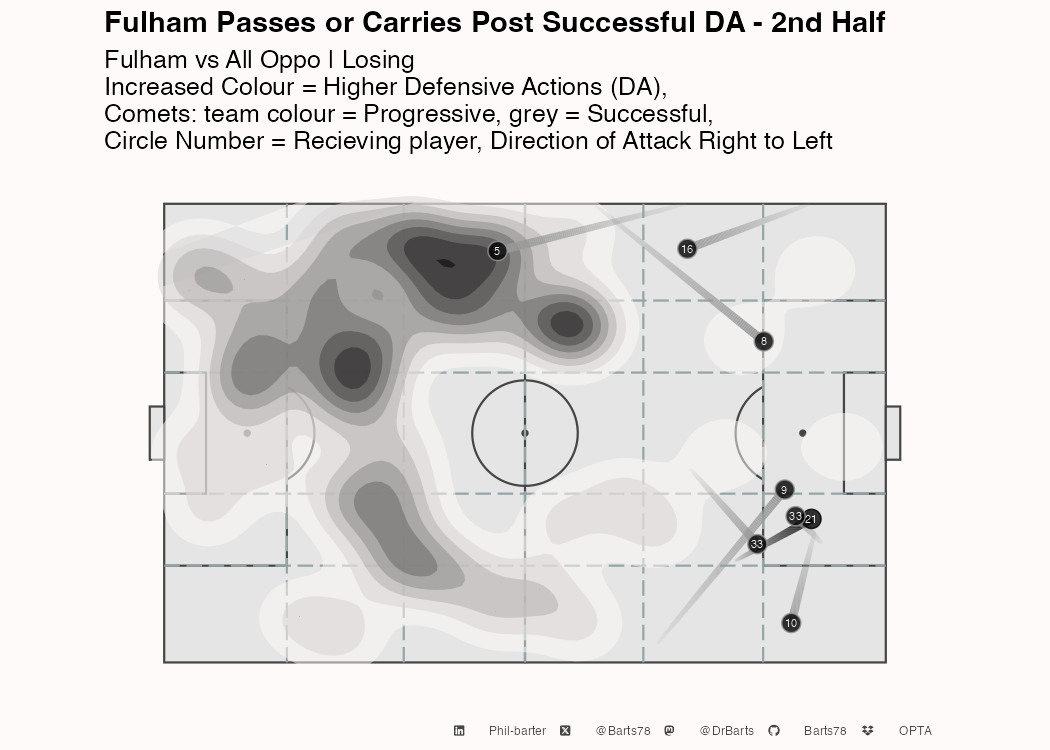 Fulham Passes or Carries Post Successful DA - 2nd Half
Fulham vs All Oppo | Losing
Increased Colour = Higher Defensive Actions (DA),
Comets: team colour = Progressive, grey = Successful,
Circle Number = Recieving player, Direction of Attack Right to Left
5
16
8
9
33 21
33
10
Phil-barter @Barts78 @DrBarts Barts78 OPTA